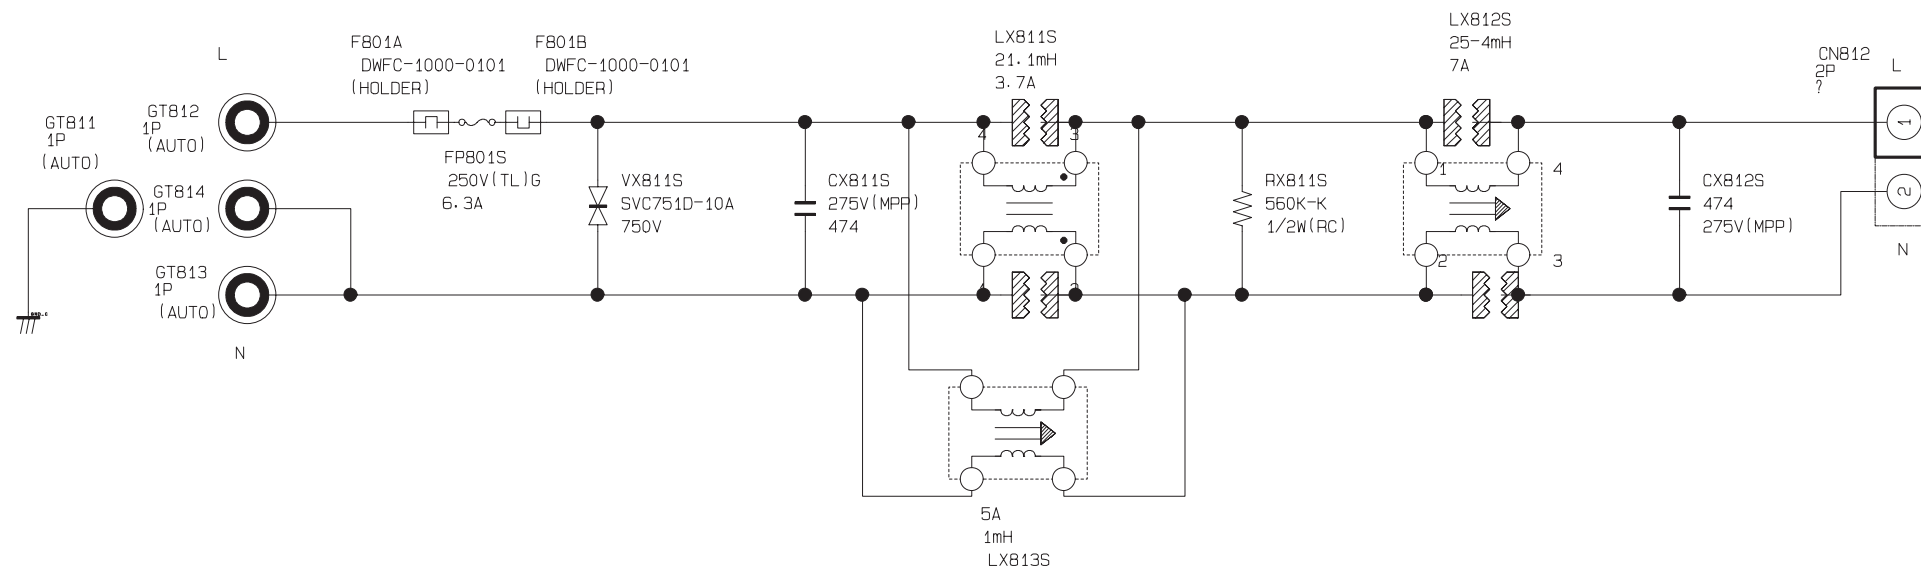 L
F801A
DWFC-1000-0101
(HOLDER)
F801B
DWFC-1000-0101
(HOLDER)
GT811
1P
(AUTO)
GT812
1P
(AUTO)
GT814
1P
(AUTO)
GT813
1P
(AUTO)
N
FP801S
250V(TL)G
6.3A
VX811S
SVC751D-10A
750V
CX811S
275V(MPP)
474
LX811S
21.1mH
3.7A
4
3
RX811S
560K-K
1/2W(RC)
5A
1mH
LX813S
LX812S
25-4mH
7A
1
4
2
3
CX812S
474
275V(MPP)
CN812
2P
?
L
1
2
N